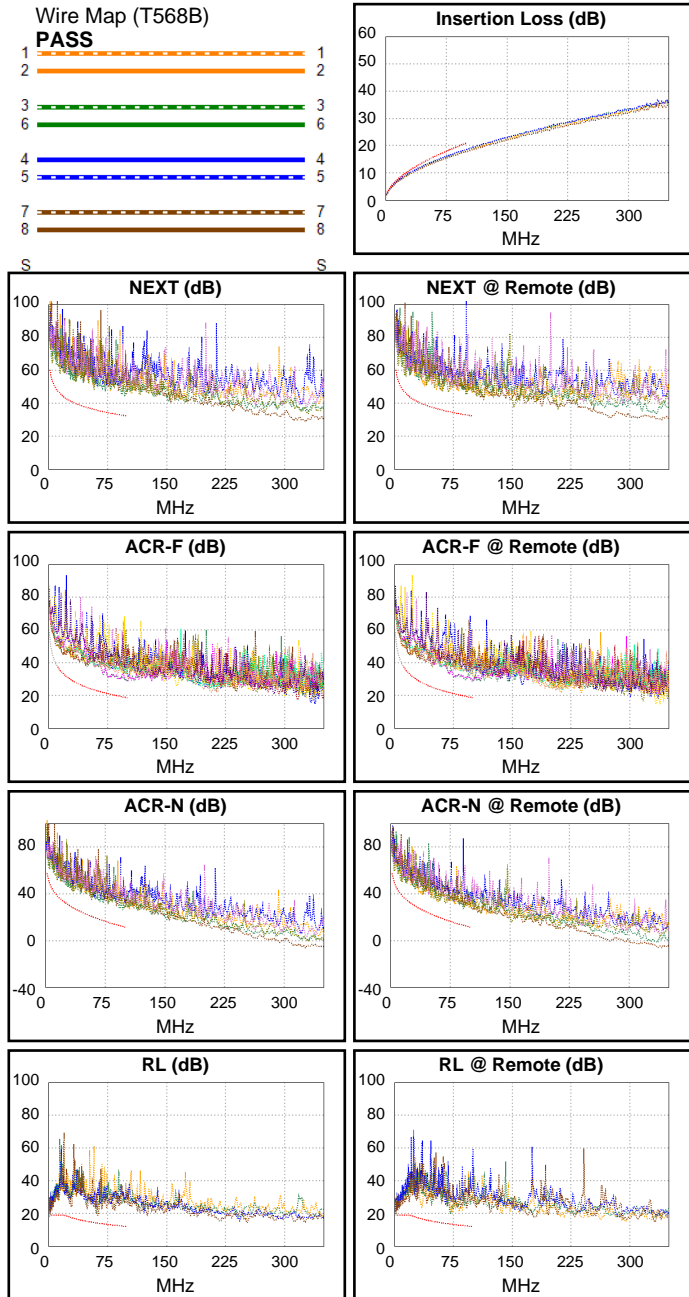 Wire Map (T568B)
PASS
1 1
2 2
3 3
6 6
4 4
5 5
7 7
8 8
S S
Insertion Loss (dB)
60
50
40
30
20
10
0
0 75 150 225 300
MHz
NEXT (dB)
100
80
60
40
20
0
0 75 150 225 300
MHz
NEXT @ Remote (dB)
100
80
60
40
20
0
0 75 150 225 300
MHz
ACR-F (dB)
100
80
60
40
20
0
0 75 150 225 300
MHz
ACR-F @ Remote (dB)
100
80
60
40
20
0
0 75 150 225 300
MHz
ACR-N (dB)
80
40
0
-40
0 75 150 225 300
MHz
ACR-N @ Remote (dB)
80
40
0
-40
0 75 150 225 300
MHz
RL (dB)
100
80
60
40
20
0
0 75 150 225 300
MHz
RL @ Remote (dB)
100
80
60
40
20
0
0 75 150 225 300
MHz